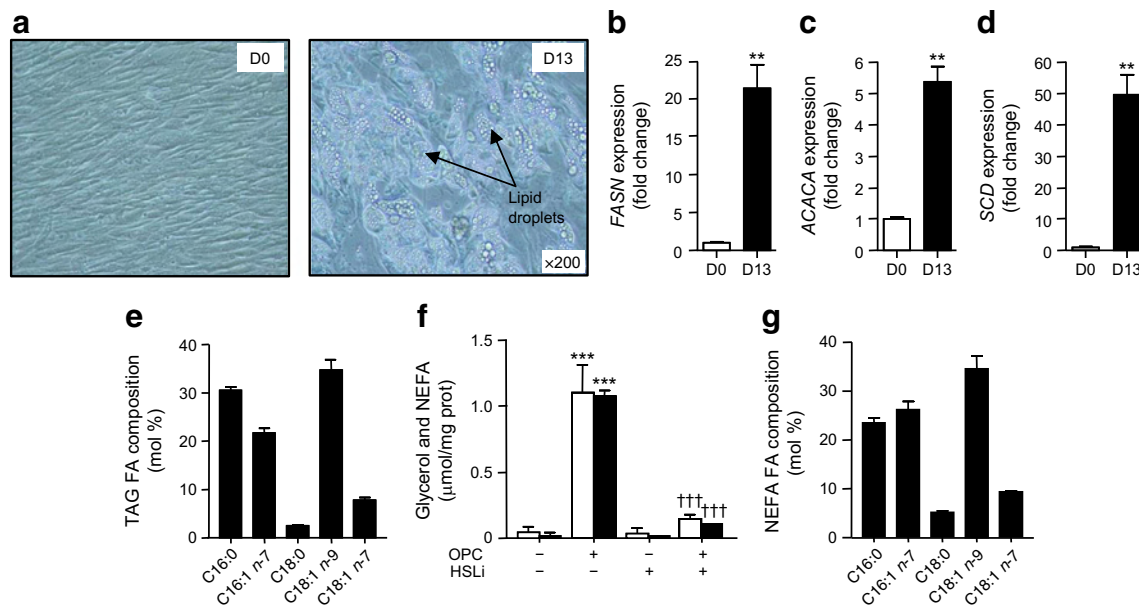 a
D0
D13
Lipid
droplets
×200
b
FASN expression
(fold change)
25
20
15
10
5
0
**
D0 D13
c
ACACA expression
(fold change)
6
5
4
3
2
1
0
**
D0 D13
d
SCD expression
(fold change)
60
50
40
30
20
10
0
**
D0 D13
e
TAG FA composition
(mol %)
40
30
20
10
0
C16:0
C16:1 n-7
C18:0
C18:1 n-9
C18:1 n-7
f
Glycerol and NEFA
(µmol/mg prot)
1.5
1.0
0.5
0
***
***
†††
†††
OPC – + – +
HSLi – – + +
g
NEFA FA composition
(mol %)
40
30
20
10
0
C16:0
C16:1 n-7
C18:0
C18:1 n-9
C18:1 n-7